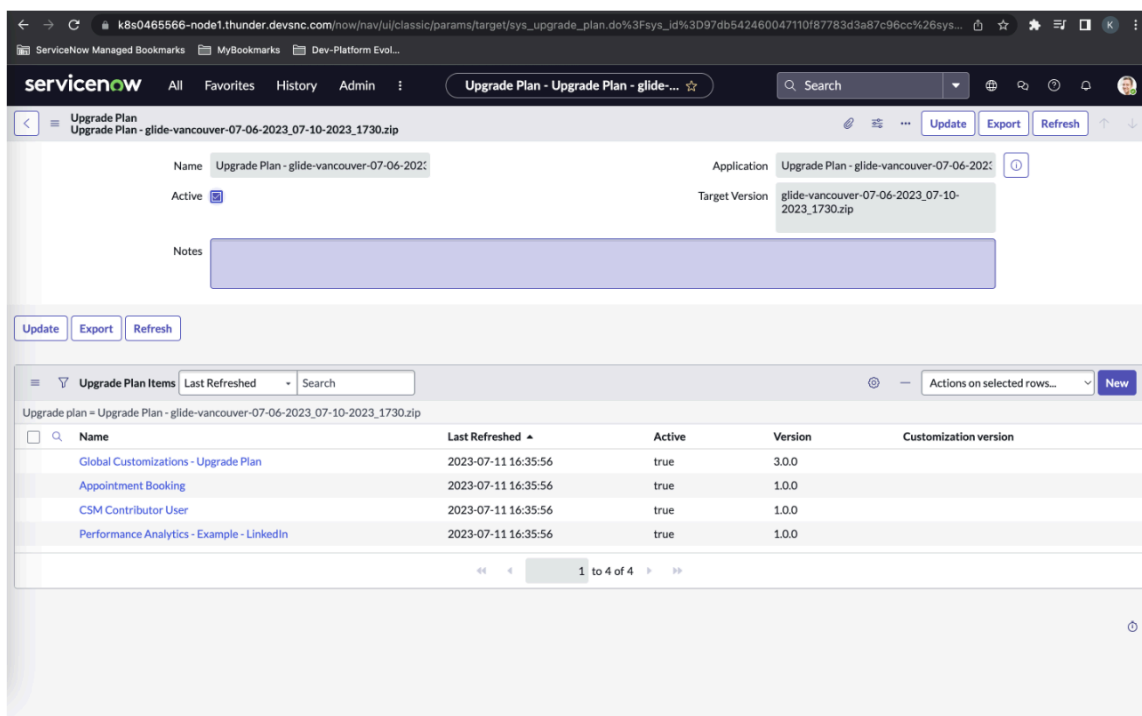 k8s0465566-node1.thunder.devsnc.com/now/nav/ui/classic/params/target/sys_upgrade_plan.do%3Fsys_id%3D97db542460047110f87783d3a87c96cc%26sys...
K
ServiceNow Managed Bookmarks MyBookmarks Dev-Platform Evol...
servicenow All Favorites History Admin Upgrade Plan - Upgrade Plan - glide-... Search
Upgrade Plan
Upgrade Plan - glide-vancouver-07-06-2023_07-10-2023_1730.zip
Update Export Refresh
Name Upgrade Plan - glide-vancouver-07-06-202: Application Upgrade Plan - glide-vancouver-07-06-202:
Active Target Version glide-vancouver-07-06-2023_07-10-
2023_1730.zip
Notes
Update Export Refresh
Upgrade Plan Items Last Refreshed Search Actions on selected rows... New
Upgrade plan = Upgrade Plan - glide-vancouver-07-06-2023_07-10-2023_1730.zip
Name Last Refreshed Active Version Customization version
Global Customizations - Upgrade Plan 2023-07-11 16:35:56 true 3.0.0
Appointment Booking 2023-07-11 16:35:56 true 1.0.0
CSM Contributor User 2023-07-11 16:35:56 true 1.0.0
Performance Analytics - Example - LinkedIn 2023-07-11 16:35:56 true 1.0.0
1 to 4 of 4